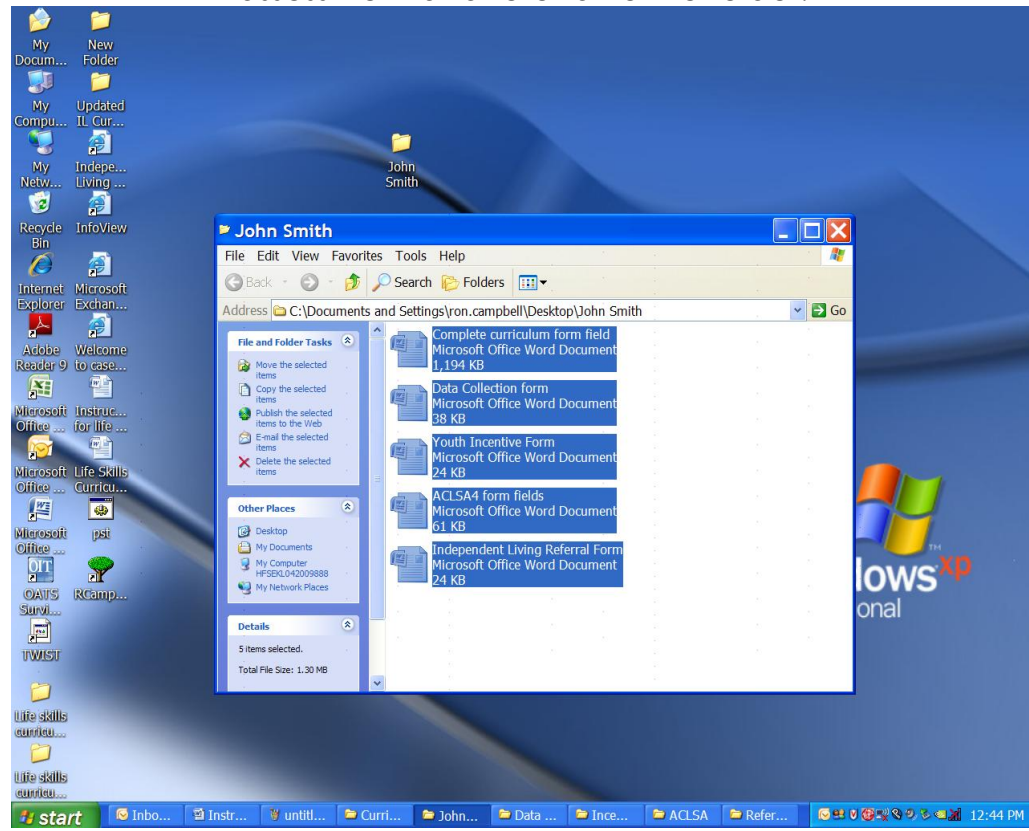 My
Docum...
New
Folder
My
Compu...
Updated
IL Cur...
My
Netw...
Indepe...
Living ...
John
Smith
Recycle
Bin
InfoView
Internet
Explorer
Microsoft
Exchan...
Adobe
Reader 9
Welcome
to case...
Microsoft
Office ...
Instruc...
for life ...
Microsoft
Office ...
Life Skills
Curricu...
Microsoft
Office ...
pst
OATS
Survi...
RCamp...
TWIST
Life skills
curricu...
Life skills
curricu...
John Smith
File Edit View Favorites Tools Help
Back Search Folders
Address C:\Documents and Settings\ron.campbell\Desktop\John Smith Go
File and Folder Tasks
Move the selected
items
Copy the selected
items
Publish the selected
items to the Web
E-mail the selected
items
Delete the selected
items
Other Places
Desktop
My Documents
My Computer
HFSEKL042009888
My Network Places
Details
5 items selected.
Total File Size: 1.30 MB
Complete curriculum form field
Microsoft Office Word Document
1,194 KB
Data Collection form
Microsoft Office Word Document
38 KB
Youth Incentive Form
Microsoft Office Word Document
24 KB
ACLSA4 form fields
Microsoft Office Word Document
61 KB
Independent Living Referral Form
Microsoft Office Word Document
24 KB
TM
lows xp
onal
start Inbo... Instr... untitl... Curri... John... Data ... Ince... ACLSA Refer... 12:44 PM